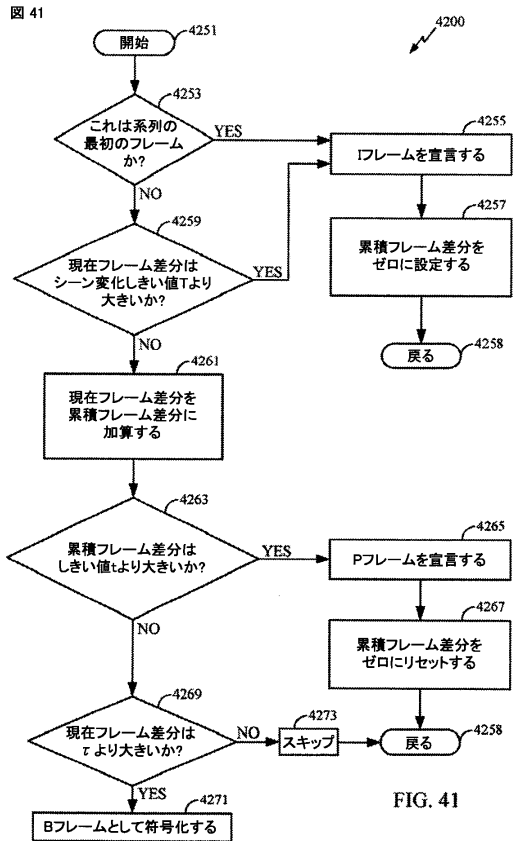 図 41
4251
開始
4200
4253
これは系列の
最初のフレーム
か?
YES
4255
Iフレームを宣言する
NO
4257
累積フレーム差分を
ゼロに設定する
4259
現在フレーム差分は
シーン変化しきい値Tより
大きいか?
YES
4258
戻る
NO
4261
現在フレーム差分を
累積フレーム差分に
加算する
4263
累積フレーム差分は
しきい値tより大きいか?
YES
4265
Pフレームを宣言する
NO
4267
累積フレーム差分を
ゼロにリセットする
4269
現在フレーム差分は
τより大きいか?
NO
4273
スキップ
4258
戻る
YES
4271
Bフレームとして符号化する
FIG. 41